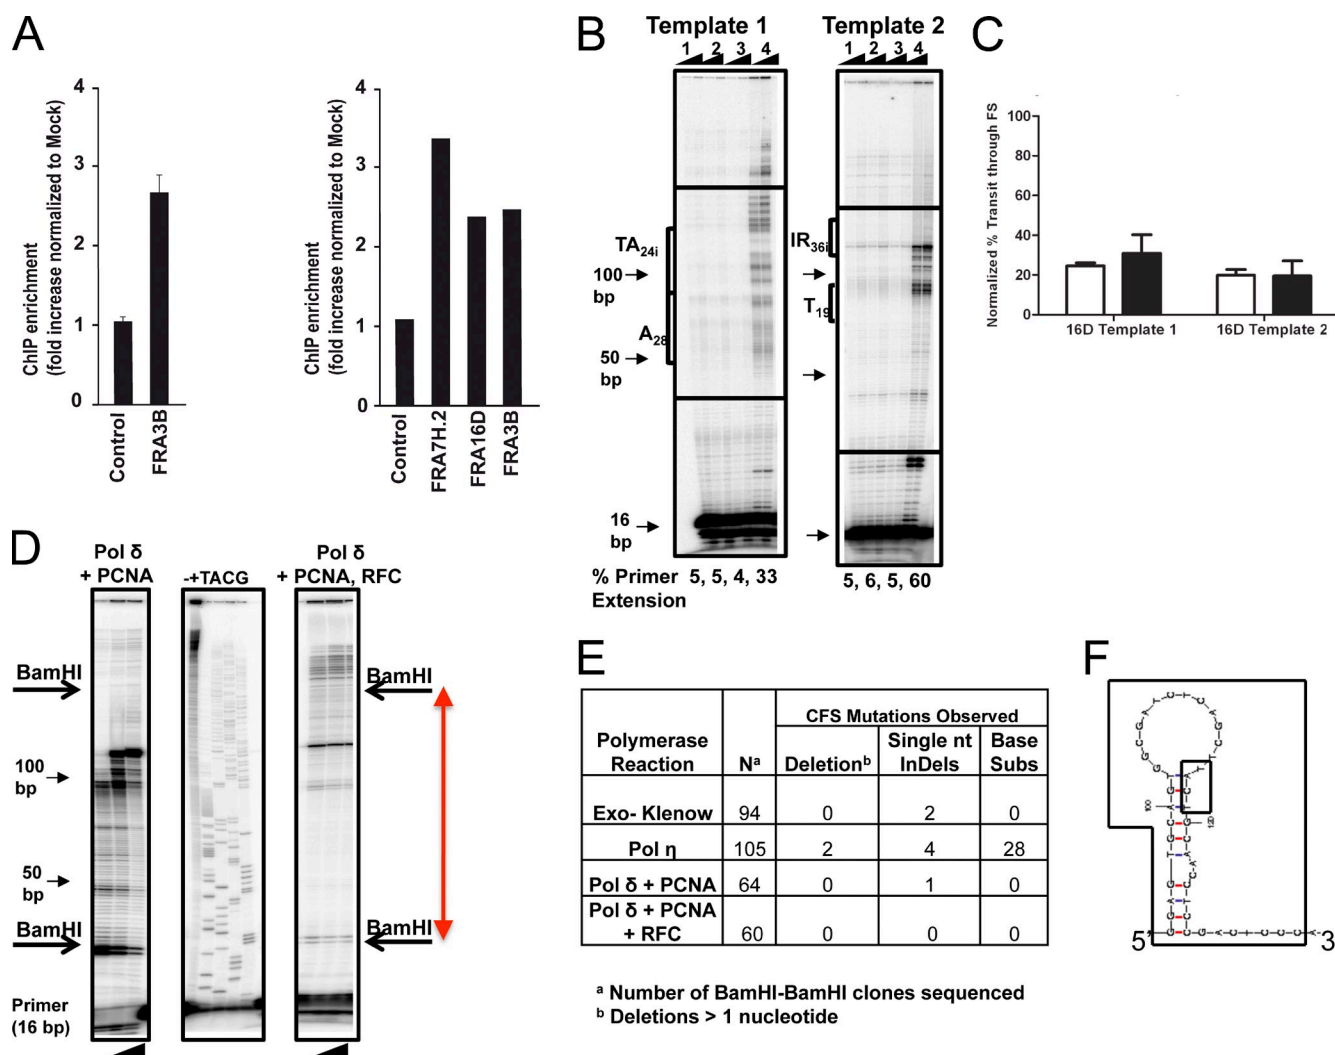 A
ChIP enrichment
(fold increase normalized to Mock)
4
3
2
1
0
Control
FRA3B
ChIP enrichment
(fold increase normalized to Mock)
4
3
2
1
0
Control
FRA7H.2
FRA16D
FRA3B
B
Template 1
1 2 3 4
Template 2
1 2 3 4
TA24i
100
bp
A28
50
bp
16
bp
IR36i
T19
% Primer 5, 5, 4, 33
Extension
5, 6, 5, 60
C
Normalized % Transit through FS
100
80
60
40
20
0
16D Template 1
16D Template 2
D
Pol δ
+ PCNA
-+TACG
Pol δ
+ PCNA, RFC
BamHI
100
bp
50
bp
BamHI
Primer
(16 bp)
BamHI
BamHI
E
Polymerase Reaction Nᵃ CFS Mutations Observed
Deletionᵇ Single nt InDels Base Subs
Exo- Klenow 94 0 2 0
Pol η 105 2 4 28
Pol δ + PCNA 64 0 1 0
Pol δ + PCNA + RFC 60 0 0 0
ᵃ Number of BamHI-BamHI clones sequenced
ᵇ Deletions > 1 nucleotide
F
100
120
5'
C-G-A-C-T-C-C-C-A
3